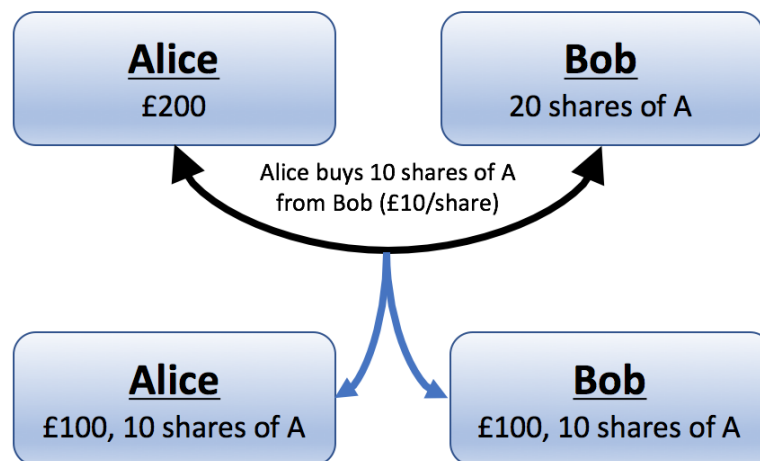 Alice
£200
Bob
20 shares of A
Alice buys 10 shares of A
from Bob (£10/share)
Alice
£100, 10 shares of A
Bob
£100, 10 shares of A